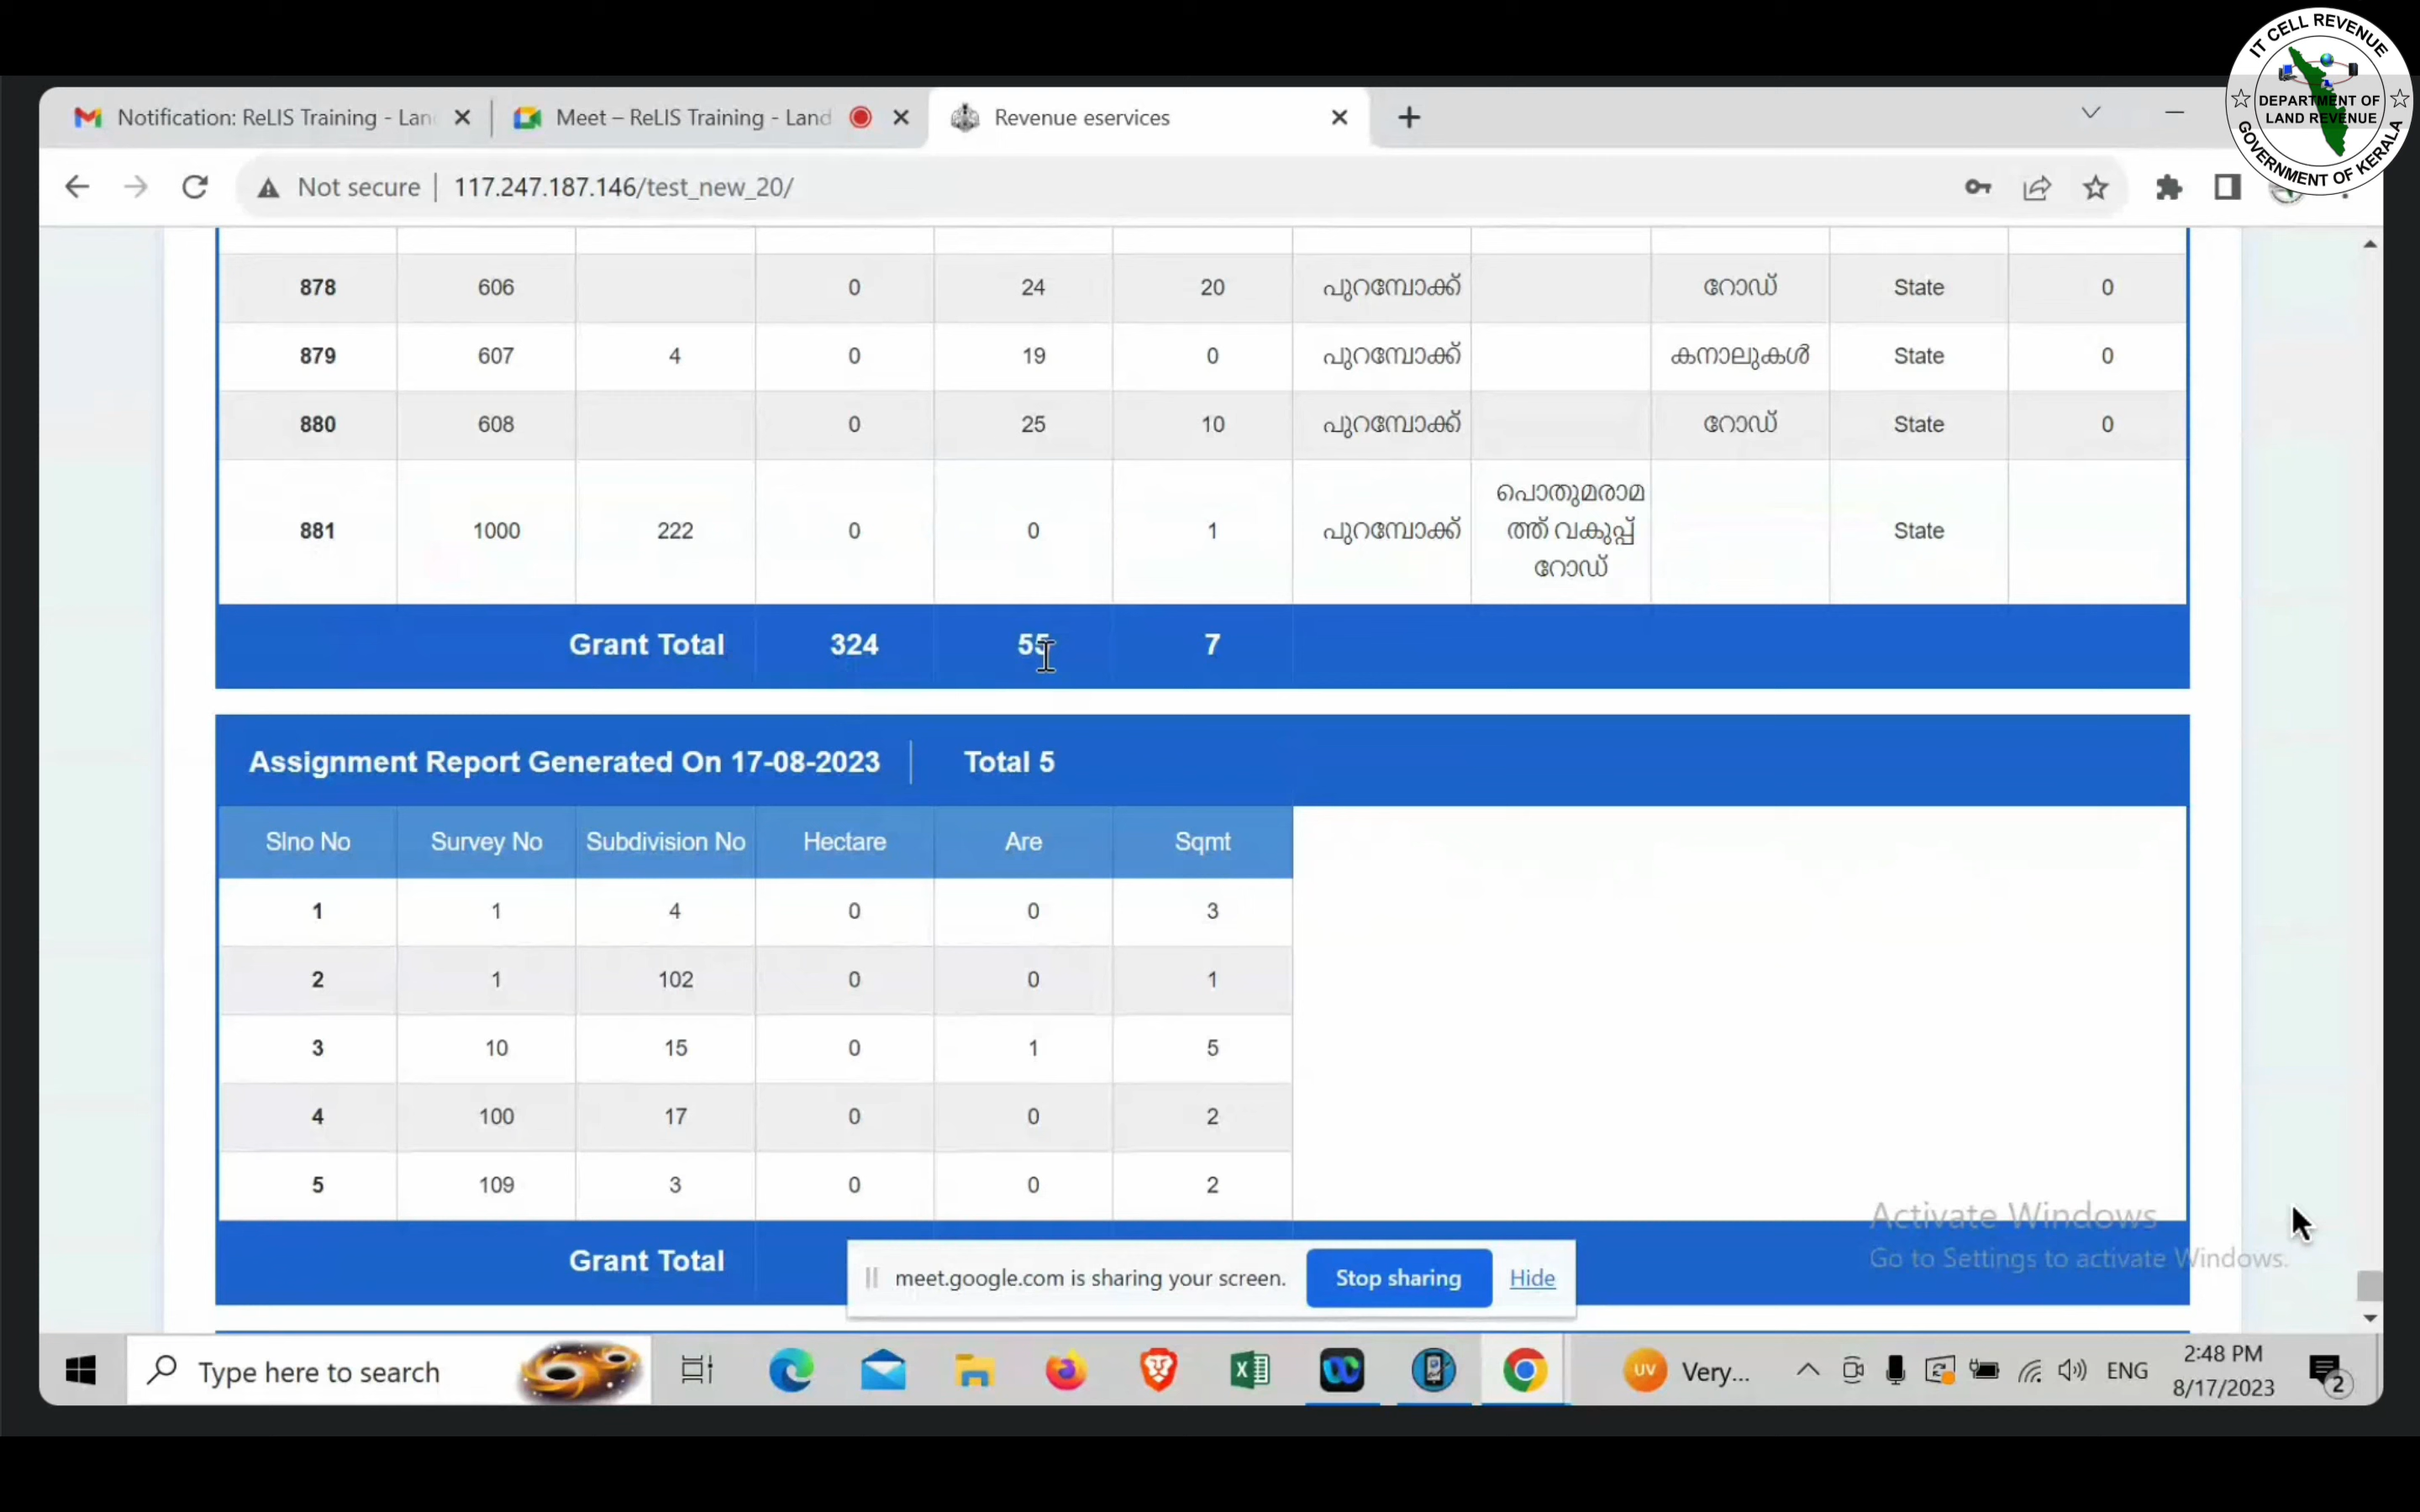 IT CELL REVENUE
DEPARTMENT OF
LAND REVENUE
GOVERNMENT OF KERALA
Notification: ReLIS Training - Lan
Meet – ReLIS Training - Land
Revenue eservices
Not secure | 117.247.187.146/test_new_20/
878 606 0 24 20 പുറമ്പോക്ക് റോഡ് State 0
879 607 4 0 19 0 പുറമ്പോക്ക് കനാലുകൾ State 0
880 608 0 25 10 പുറമ്പോക്ക് റോഡ് State 0
881 1000 222 0 0 1 പുറമ്പോക്ക് പൊതുമരാമ
ത്ത് വകുപ്പ്
റോഡ് State
Grant Total 324 55 7
Assignment Report Generated On 17-08-2023 Total 5
Slno No Survey No Subdivision No Hectare Are Sqmt
1 1 4 0 0 3
2 1 102 0 0 1
3 10 15 0 1 5
4 100 17 0 0 2
5 109 3 0 0 2
Grant Total
Activate Windows
Go to Settings to activate Windows.
meet.google.com is sharing your screen. Stop sharing Hide
Type here to search
UV Very... ENG
2:48 PM
8/17/2023
2